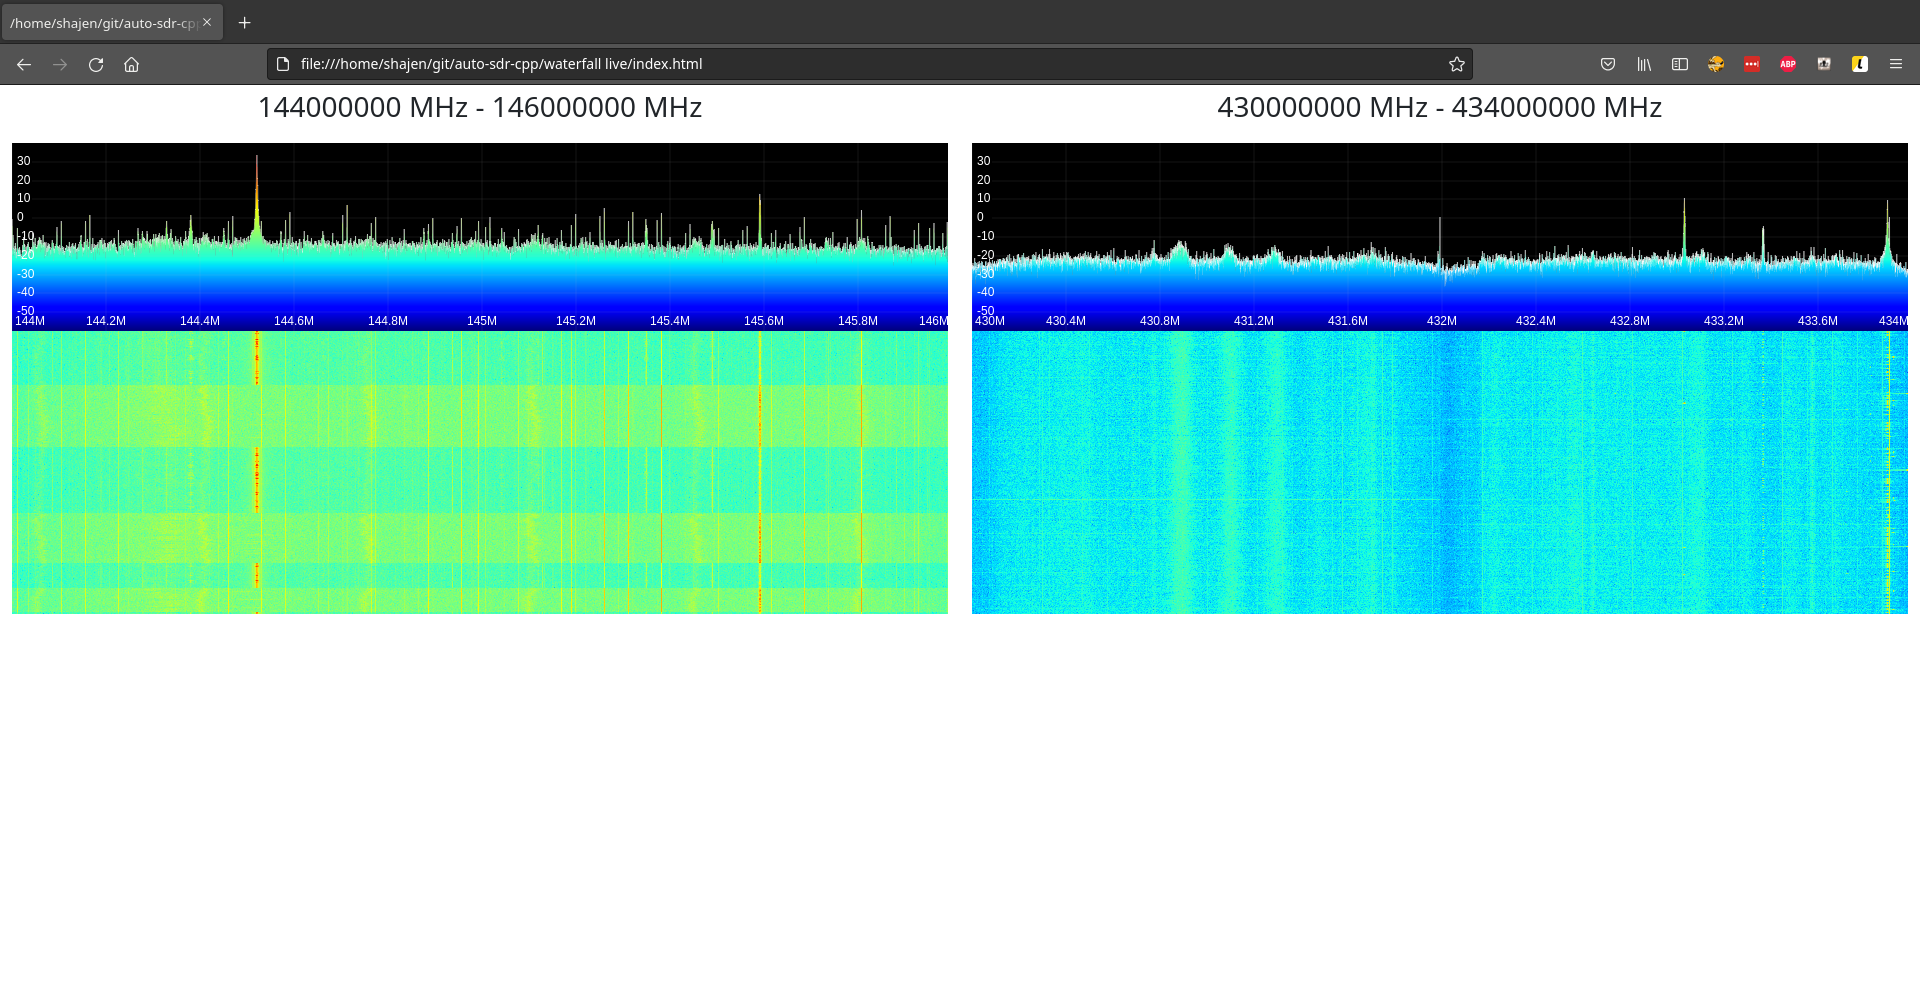 /home/shajen/git/auto-sdr-cp
file:///home/shajen/git/auto-sdr-cpp/waterfall live/index.html
ABP
144000000 MHz - 146000000 MHz
30
20
10
0
-10
-20
-30
-40
-50
144M 144.2M 144.4M 144.6M 144.8M 145M 145.2M 145.4M 145.6M 145.8M 146M
430000000 MHz - 434000000 MHz
30
20
10
0
-10
-20
-30
-40
-50
430M 430.4M 430.8M 431.2M 431.6M 432M 432.4M 432.8M 433.2M 433.6M 434M